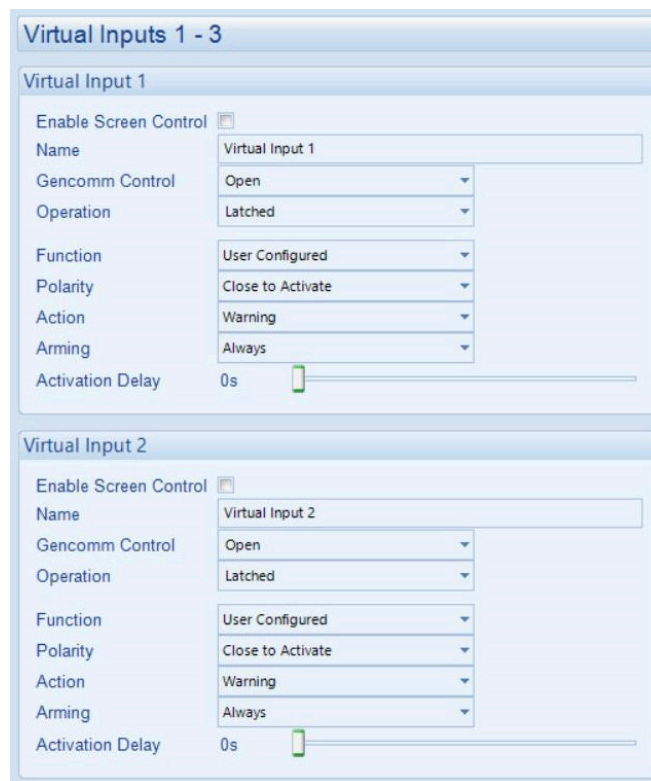 Virtual Inputs 1 - 3
Virtual Input 1
Enable Screen Control
Name Virtual Input 1
Gencomm Control Open
Operation Latched
Function User Configured
Polarity Close to Activate
Action Warning
Arming Always
Activation Delay 0s
Virtual Input 2
Enable Screen Control
Name Virtual Input 2
Gencomm Control Open
Operation Latched
Function User Configured
Polarity Close to Activate
Action Warning
Arming Always
Activation Delay 0s